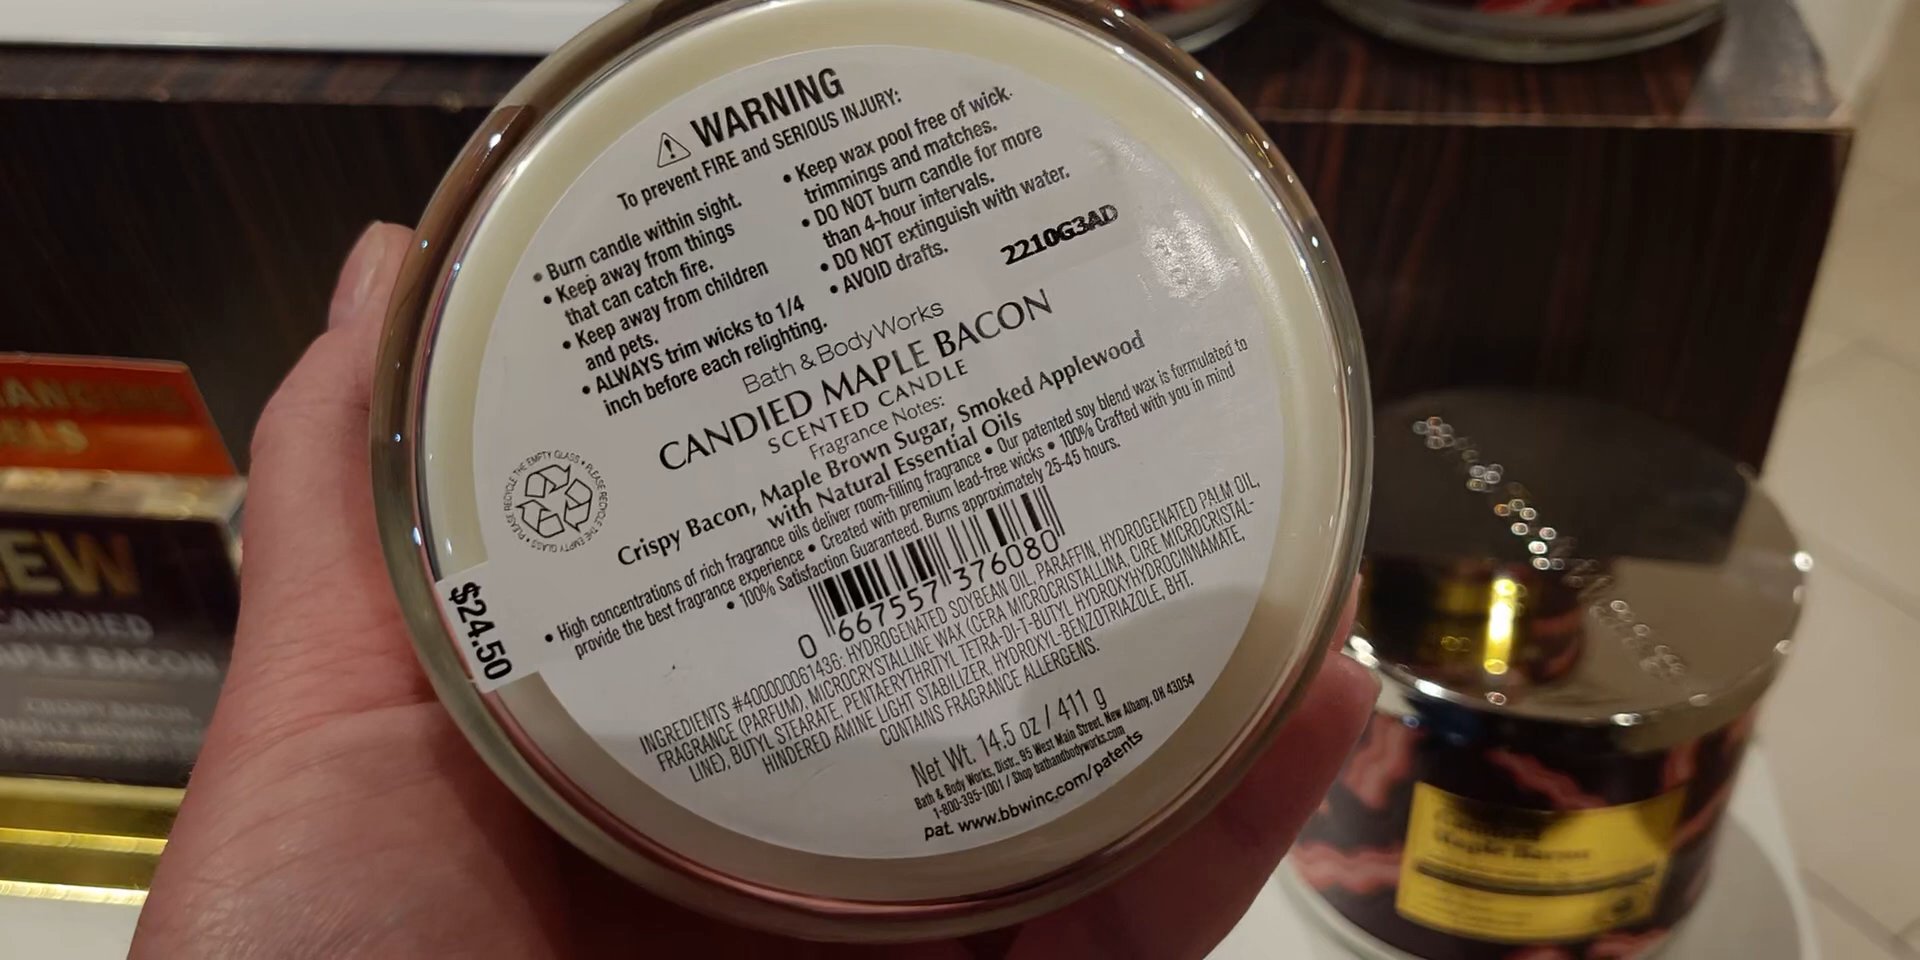 WARNING
To prevent FIRE and SERIOUS INJURY:
• Burn candle within sight.
• Keep away from things
that can catch fire.
• Keep away from children
and pets.
• ALWAYS trim wicks to 1/4
inch before each relighting.
• Keep wax pool free of wick
trimmings and matches.
• DO NOT burn candle for more
than 4-hour intervals.
• DO NOT extinguish with water.
• AVOID drafts.
2210G3AD
Bath & BodyWorks
CANDIED MAPLE BACON
SCENTED CANDLE
Fragrance Notes:
Crispy Bacon, Maple Brown Sugar, Smoked Applewood
with Natural Essential Oils
• High concentrations of rich fragrance oils deliver room-filling fragrance • Our patented soy blend wax is formulated to
provide the best fragrance experience • Created with premium lead-free wicks • 100% Crafted with you in mind
• 100% Satisfaction Guaranteed. Burns approximately 25-45 hours.
PLEASE RECYCLE THE EMPTY GLASS • PLEASE RECYCLE THE EMPTY GLASS •
$24.50
0 667557 376080
INGREDIENTS #400000061436: HYDROGENATED SOYBEAN OIL, PARAFFIN, HYDROGENATED PALM OIL,
FRAGRANCE (PARFUM), MICROCRYSTALLINE WAX (CERA MICROCRISTALLINA, CIRE MICROCRISTAL-
LINE), BUTYL STEARATE, PENTAERYTHRITYL TETRA-DI-T-BUTYL HYDROXYHYDROCINNAMATE,
HINDERED AMINE LIGHT STABILIZER, HYDROXYL-BENZOTRIAZOLE, BHT.
CONTAINS FRAGRANCE ALLERGENS.
Net Wt. 14.5 oz / 411 g
Bath & Body Works, Distr., 95 West Main Street, New Albany, OH 43054
1-800-395-1001 / Shop bathandbodyworks.com
pat. www.bbwinc.com/patents
EW
CANDIED
APLE BACON
CRISPY BACON,
Maple Bacon